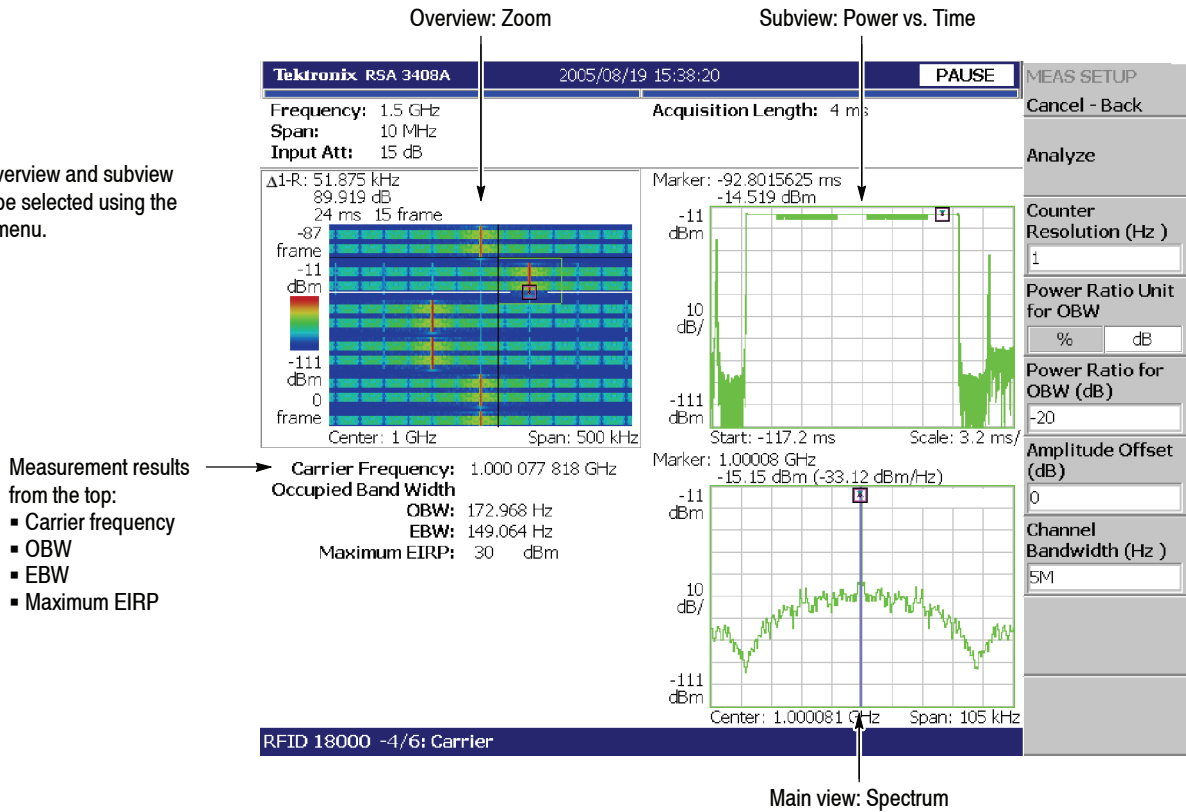 Overview: Zoom
Subview: Power vs. Time
Tektronix RSA 3408A
2005/08/19 15:38:20
PAUSE
Frequency: 1.5 GHz
Span: 10 MHz
Input Att: 15 dB
Acquisition Length: 4 ms
verview and subview
be selected using the
menu.
Δ1-R: 51.875 kHz
89.919 dB
24 ms 15 frame
-87
frame
-11
dBm
-111
dBm
0
frame
Center: 1 GHz
Span: 500 kHz
Marker: -92.8015625 ms
-14.519 dBm
-11
dBm
10
dB/
-111
dBm
Start: -117.2 ms
Scale: 3.2 ms/
Measurement results
from the top:
▪ Carrier frequency
▪ OBW
▪ EBW
▪ Maximum EIRP
Carrier Frequency: 1.000 077 818 GHz
Occupied Band Width
OBW: 172.968 Hz
EBW: 149.064 Hz
Maximum EIRP: 30 dBm
Marker: 1.00008 GHz
-15.15 dBm (-33.12 dBm/Hz)
-11
dBm
10
dB/
-111
dBm
Center: 1.000081 GHz
Span: 105 kHz
RFID 18000 -4/6: Carrier
MEAS SETUP
Cancel - Back
Analyze
Counter
Resolution (Hz )
1
Power Ratio Unit
for OBW
% dB
Power Ratio for
OBW (dB)
-20
Amplitude Offset
(dB)
0
Channel
Bandwidth (Hz )
5M
Main view: Spectrum